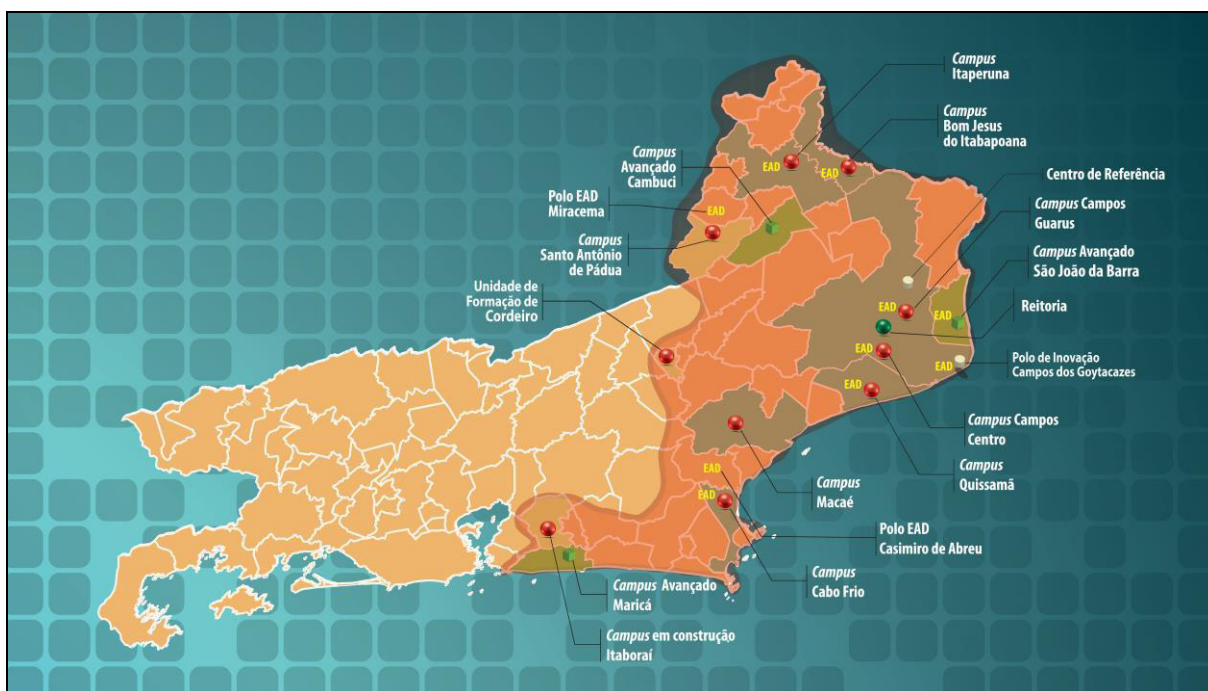 Campus
Itaperuna
Campus
Bom Jesus
do Itabapoana
Campus
Avançado
Cambuci
EAD
EAD
Centro de Referência
Polo EAD
Miracema
EAD
Campus Campos
Guarus
Campus
Santo Antônio
de Pádua
Campus Avançado
São João da Barra
Unidade de
Formação de
Cordeiro
EAD
EAD
Reitoria
EAD
EAD
Polo de Inovação
Campos dos Goytacazes
EAD
Campus Campos
Centro
EAD
EAD
Campus
Quissamã
Campus
Macaé
Polo EAD
Casimiro de Abreu
Campus
Cabo Frio
Campus Avançado
Maricá
Campus em construção
Itaboraí